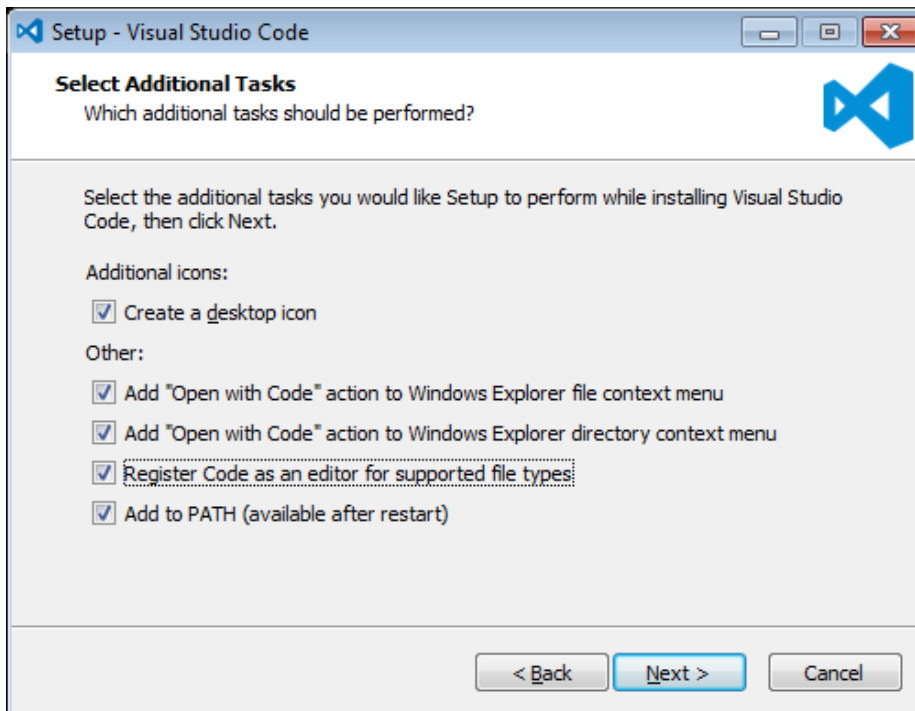 Setup - Visual Studio Code
Select Additional Tasks
Which additional tasks should be performed?
Select the additional tasks you would like Setup to perform while installing Visual Studio
Code, then click Next.
Additional icons:
Create a desktop icon
Other:
Add "Open with Code" action to Windows Explorer file context menu
Add "Open with Code" action to Windows Explorer directory context menu
Register Code as an editor for supported file types
Add to PATH (available after restart)
< Back Next > Cancel